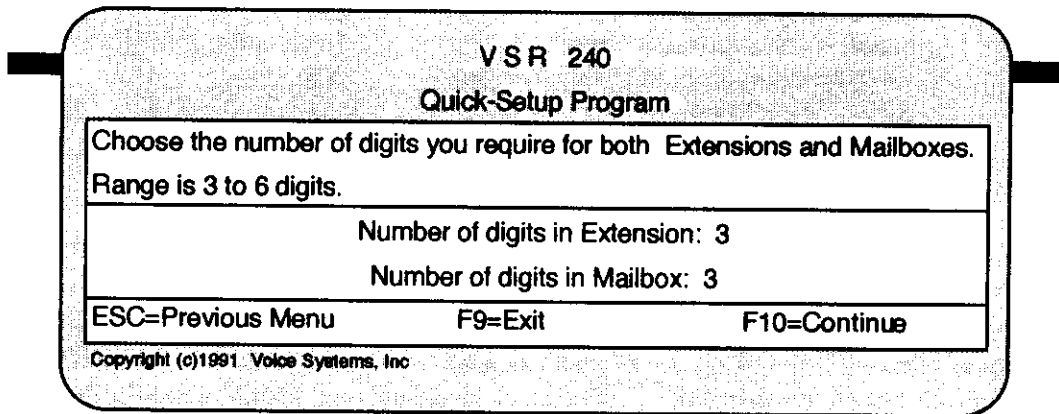 VSR 240
Quick-Setup Program
Choose the number of digits you require for both Extensions and Mailboxes.
Range is 3 to 6 digits.
Number of digits in Extension: 3
Number of digits in Mailbox: 3
ESC=Previous Menu F9=Exit F10=Continue
Copyright (c)1991 Voice Systems, Inc